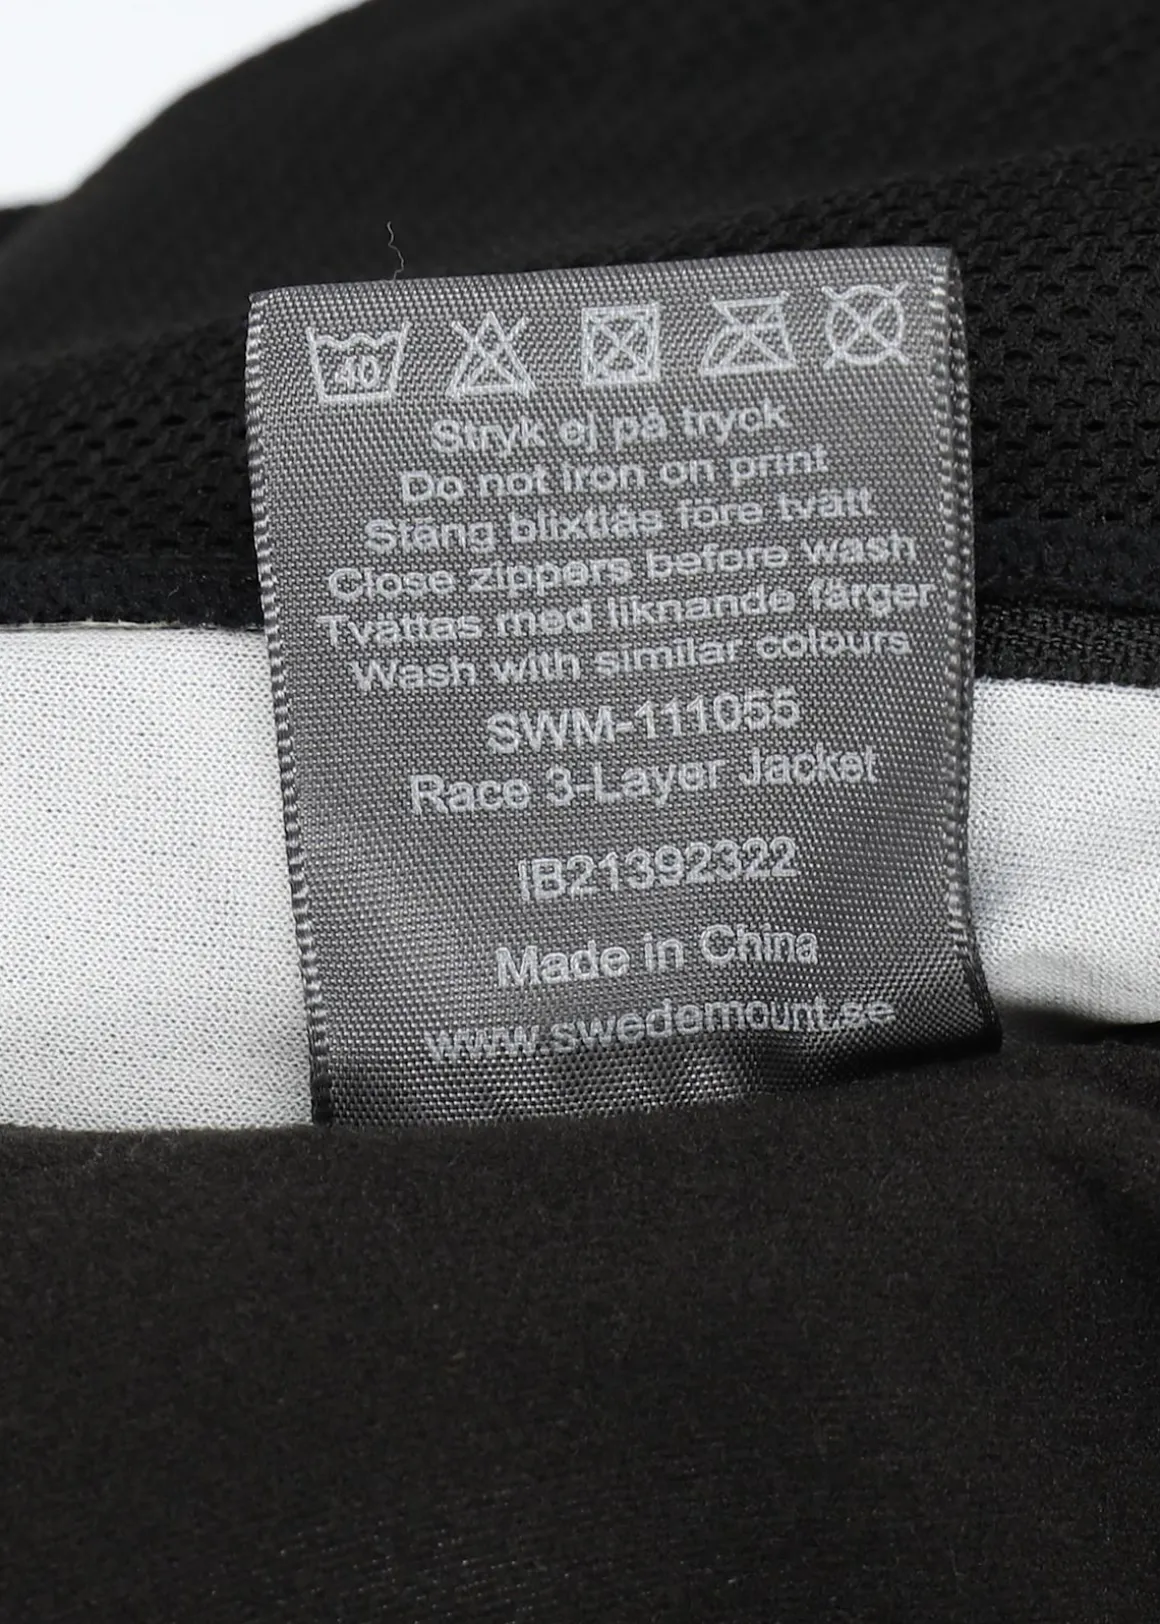 40
Stryk ej på tryck
Do not iron on print
Stäng blixtlås före tvätt
Close zippers before wash
Tvättas med liknande färger
Wash with similar colours
SWM-111055
Race 3-Layer Jacket
IB21392322
Made in China
www.swedemount.se